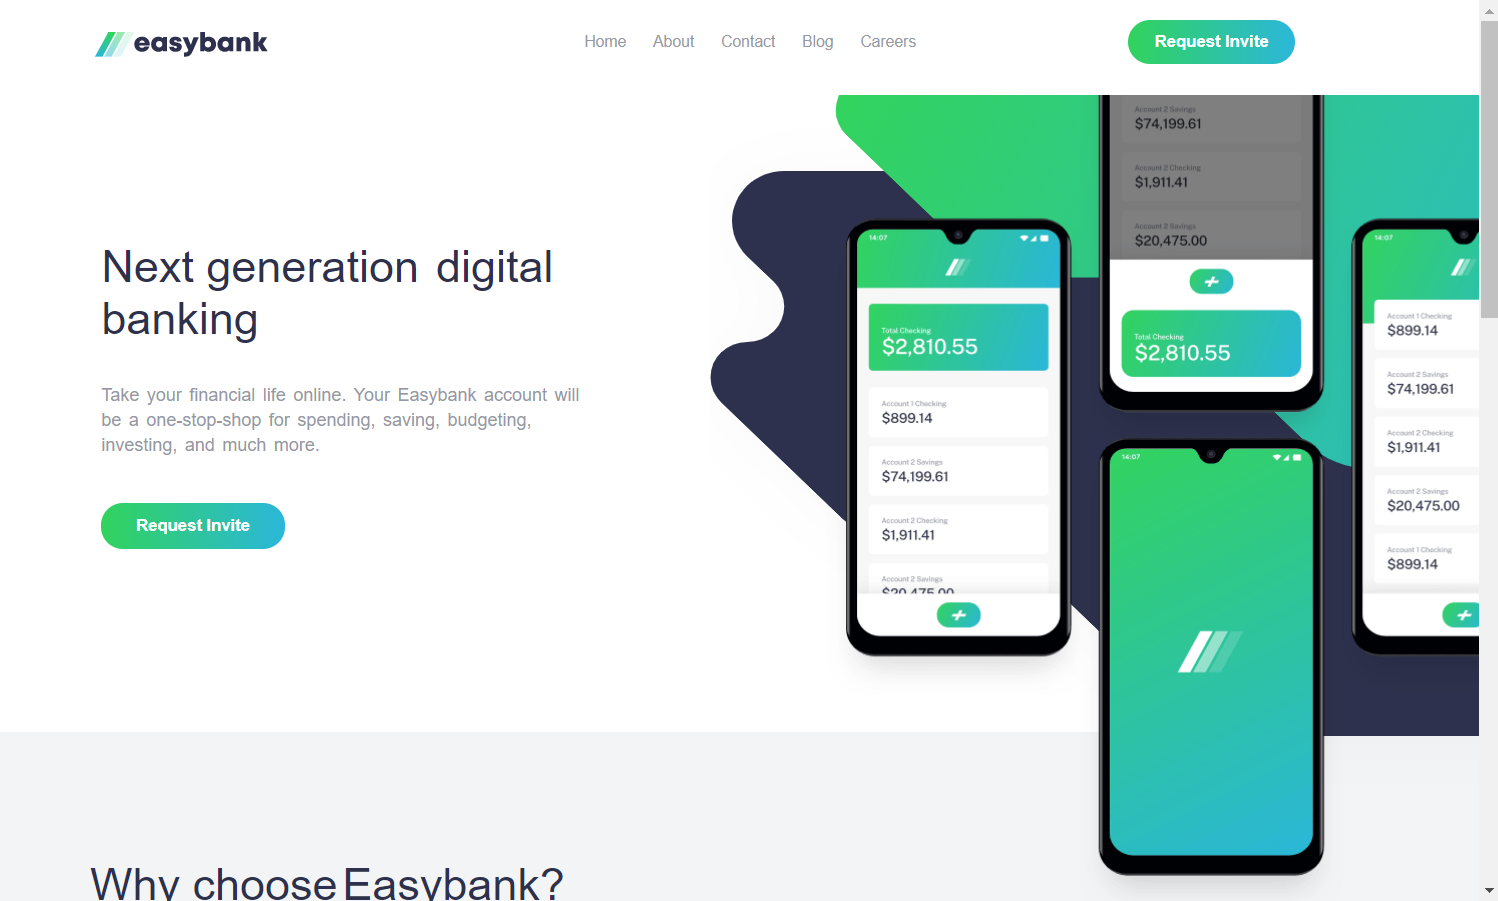 easybank
Home About Contact Blog Careers
Request Invite
Next generation digital
banking
Take your financial life online. Your Easybank account will
be a one-stop-shop for spending, saving, budgeting,
investing, and much more.
Request Invite
14:07
Total Checking
$2,810.55
Account 1 Checking
$899.14
Account 2 Savings
$74,199.61
Account 2 Checking
$1,911.41
Account 2 Savings
$20,475.00
Account 2 Savings
$74,199.61
Account 2 Checking
$1,911.41
Account 2 Savings
$20,475.00
Total Checking
$2,810.55
14:07
14:07
Account 1 Checking
$899.14
Account 2 Savings
$74,199.61
Account 2 Checking
$1,911.41
Account 2 Savings
$20,475.00
Account 1 Checking
$899.14
Why choose Easybank?